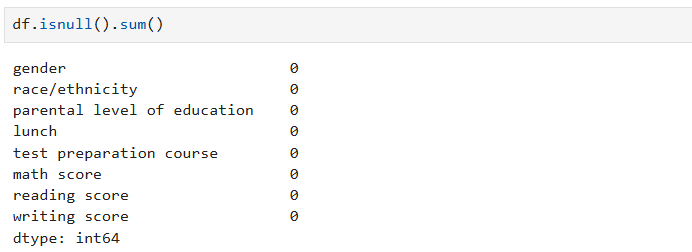 df.isnull().sum()
gender 0
race/ethnicity 0
parental level of education 0
lunch 0
test preparation course 0
math score 0
reading score 0
writing score 0
dtype: int64